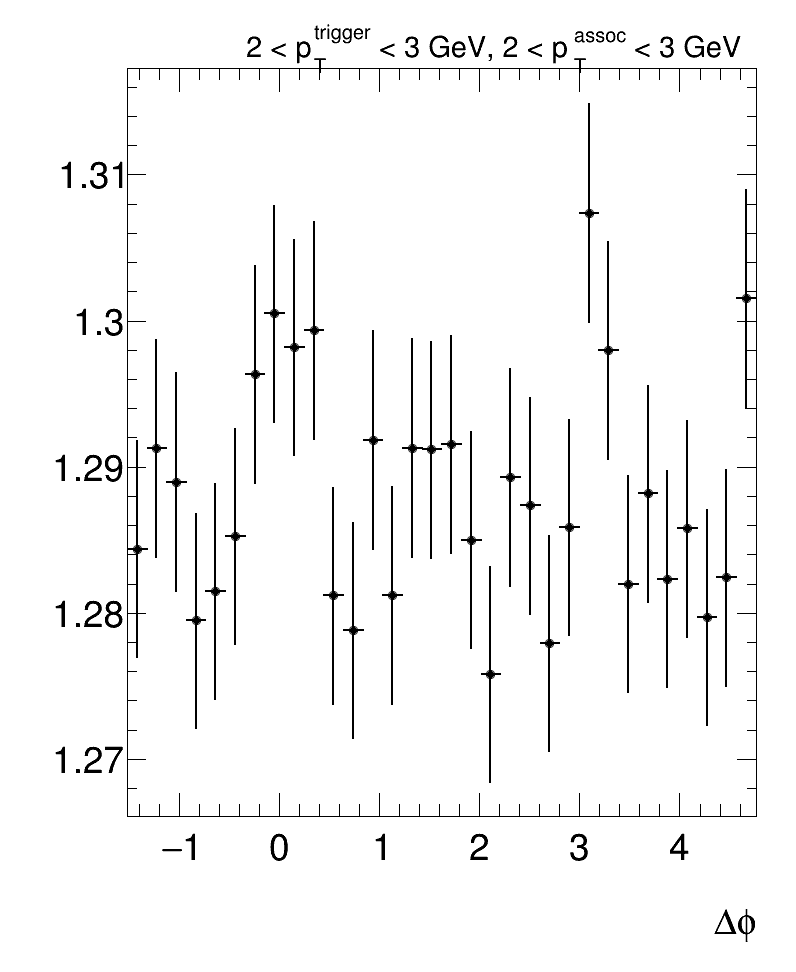 2 < p_T^trigger < 3 GeV, 2 < p_T^assoc < 3 GeV
1.31
1.3
1.29
1.28
1.27
−1 0 1 2 3 4
Δϕ